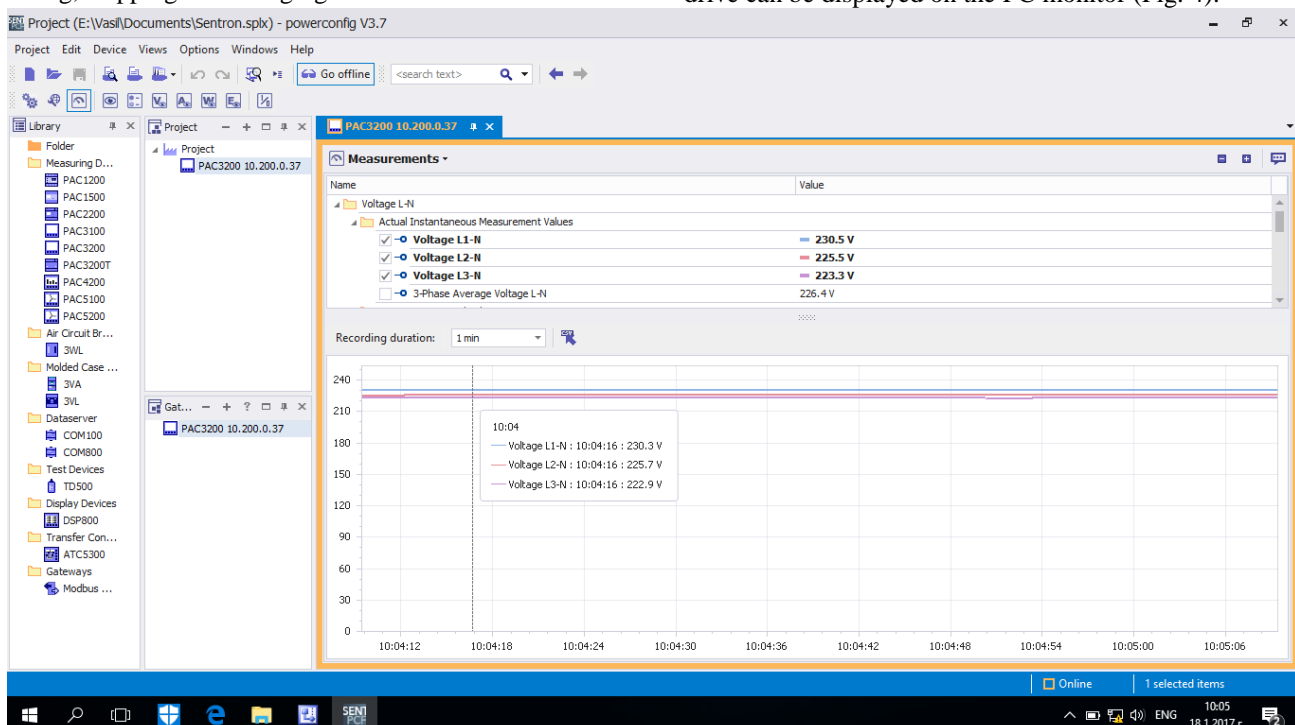 drive can be displayed on the PC monitor (Fig. 4).
Project (E:\Vasil\Documents\Sentron.splx) - powerconfig V3.7
Project Edit Device Views Options Windows Help
Go offline <search text>
V A W E
Library
Folder
Measuring D...
PAC1200
PAC1500
PAC2200
PAC3100
PAC3200
PAC3200T
PAC4200
PAC5100
PAC5200
Air Circuit Br...
3WL
Molded Case ...
3VA
3VL
Dataserver
COM100
COM800
Test Devices
TD500
Display Devices
DSP800
Transfer Con...
ATC5300
Gateways
Modbus ...
Project
Project
PAC3200 10.200.0.37
Gat...
PAC3200 10.200.0.37
PAC3200 10.200.0.37
Measurements
Name Value
Voltage L-N
Actual Instantaneous Measurement Values
Voltage L1-N 230.5 V
Voltage L2-N 225.5 V
Voltage L3-N 223.3 V
3-Phase Average Voltage L-N 226.4 V
Recording duration: 1 min
240
210
180
150
120
90
60
30
0
10:04
Voltage L1-N : 10:04:16 : 230.3 V
Voltage L2-N : 10:04:16 : 225.7 V
Voltage L3-N : 10:04:16 : 222.9 V
10:04:12 10:04:18 10:04:24 10:04:30 10:04:36 10:04:42 10:04:48 10:04:54 10:05:00 10:05:06
Online 1 selected items
SENT
PCF
ENG
10:05
18.1.2017 г.
2